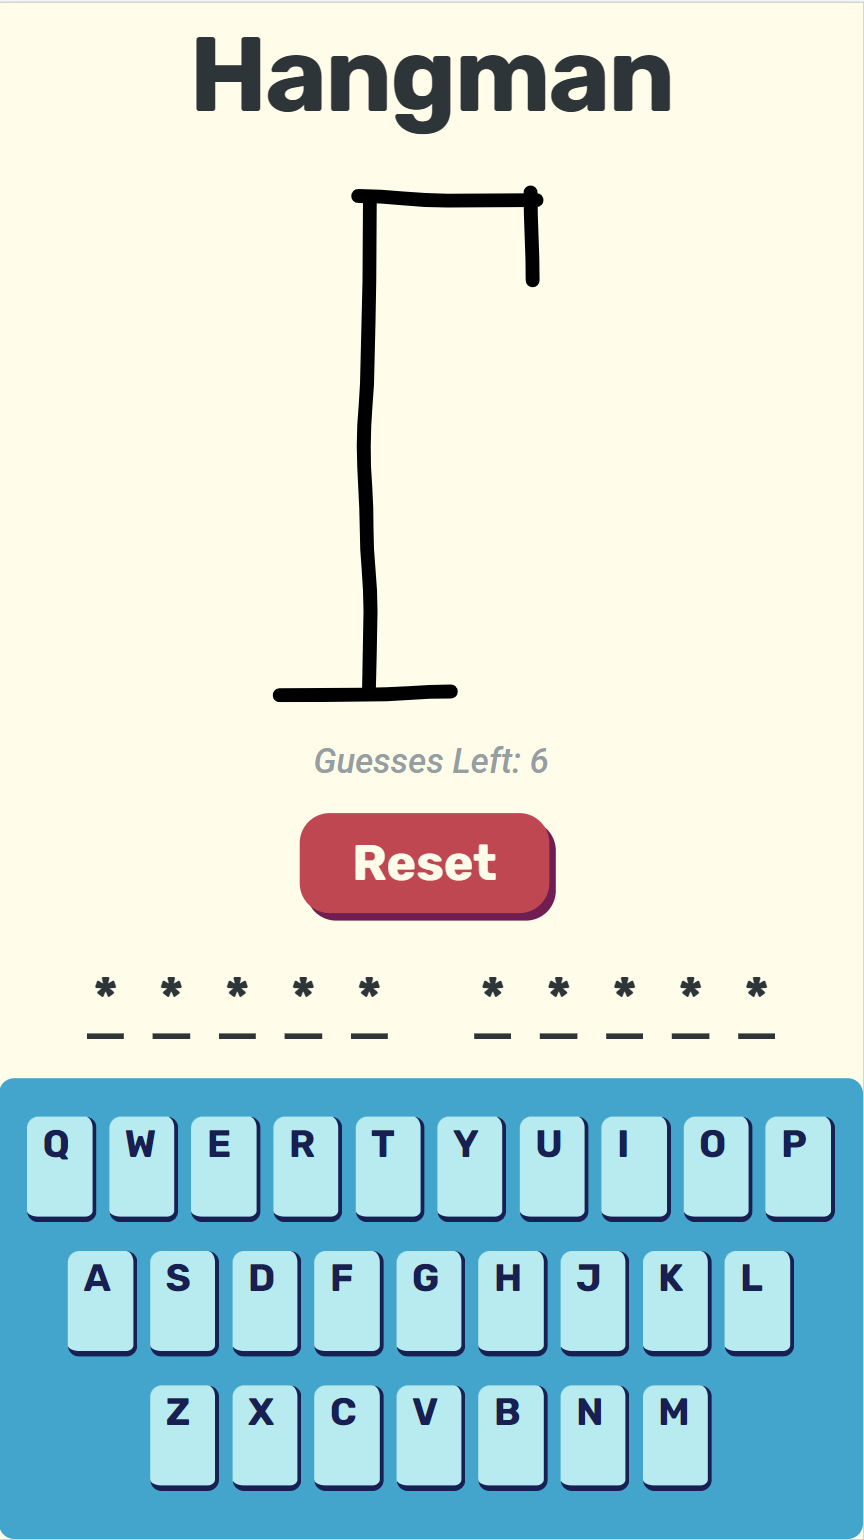 Hangman
Guesses Left: 6
Reset
* * * * * * * * * *
Q W E R T Y U I O P
A S D F G H J K L
Z X C V B N M